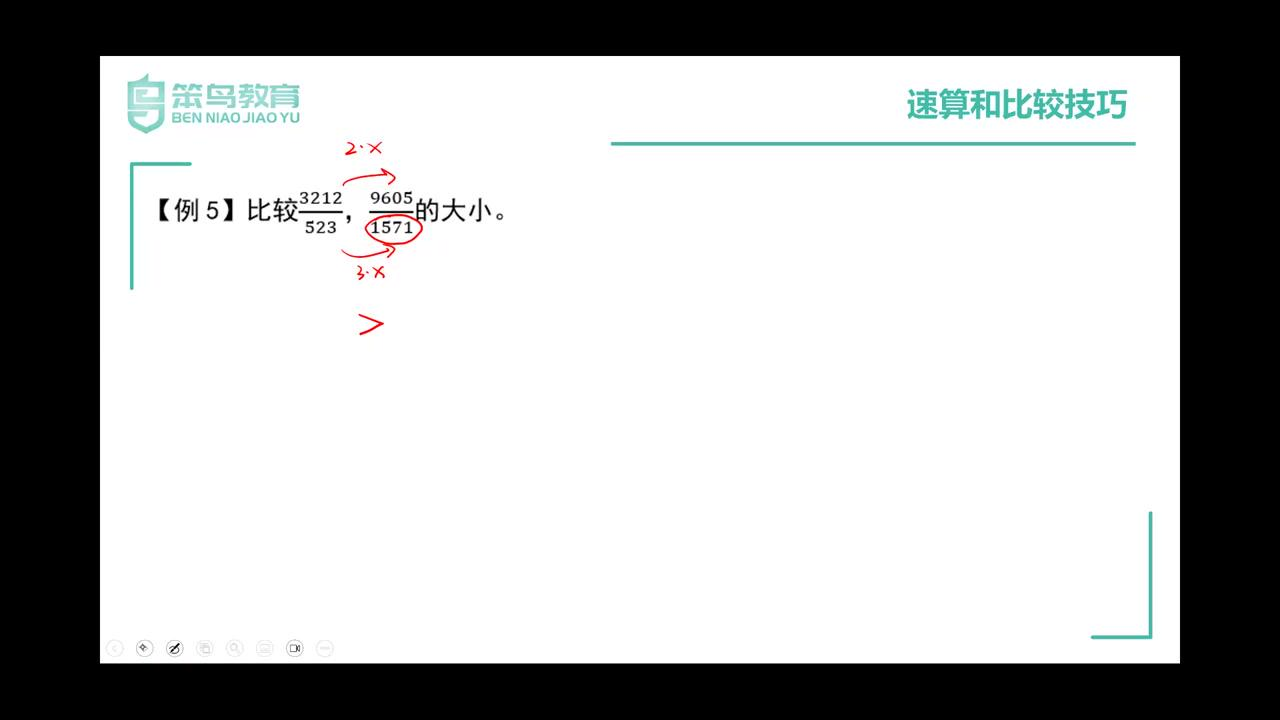 笨鸟教育
BEN NIAO JIAO YU
速算和比较技巧
2·x
【例 5】比较3212/523，9605/1571的大小。
3·x
>